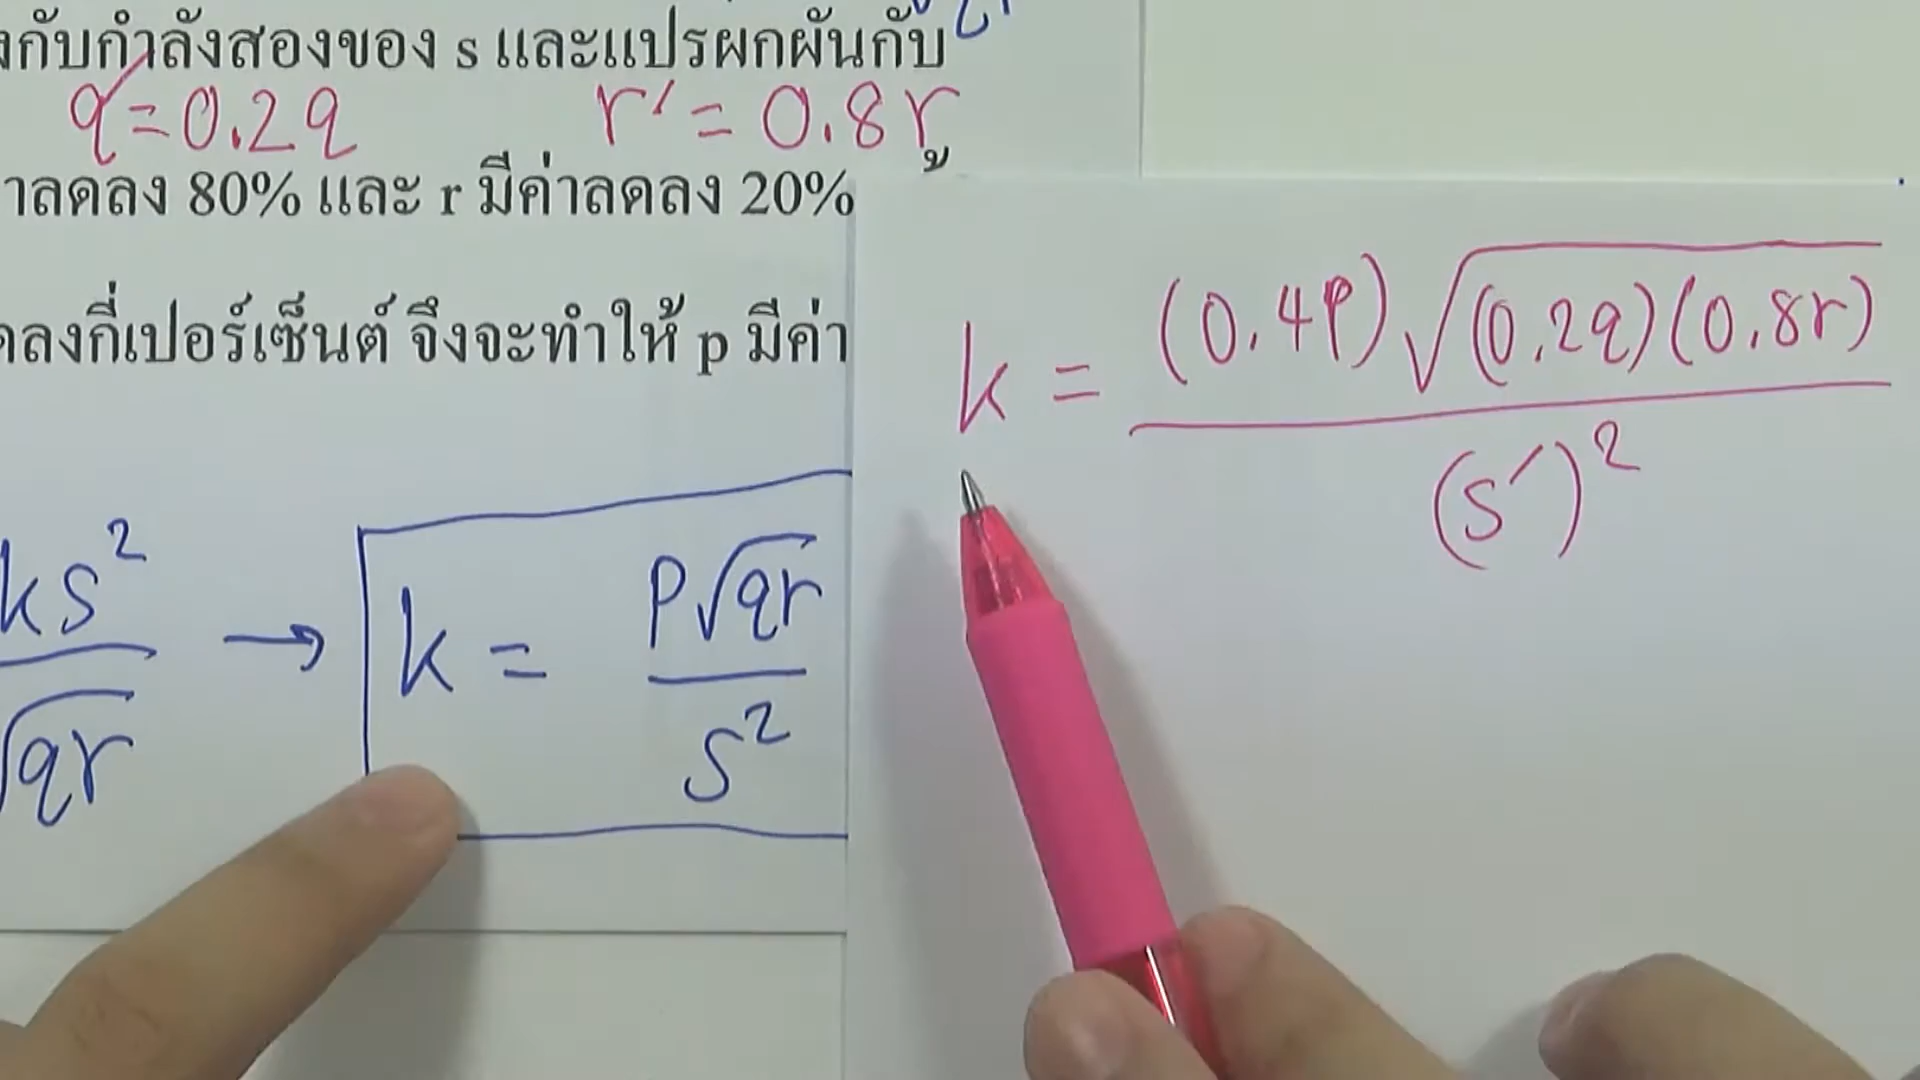 กับกำลังสองของ s และแปรผกผันกับ
q′ = 0.2q r′ = 0.8r
าลดลง 80% และ r มีค่าลดลง 20%
ลงกี่เปอร์เซ็นต์ จึงจะทำให้ p มีค่า
k = (0.4p)√(0.2q)(0.8r) / (s′)²
ks² / √qr → k = p√qr / s²